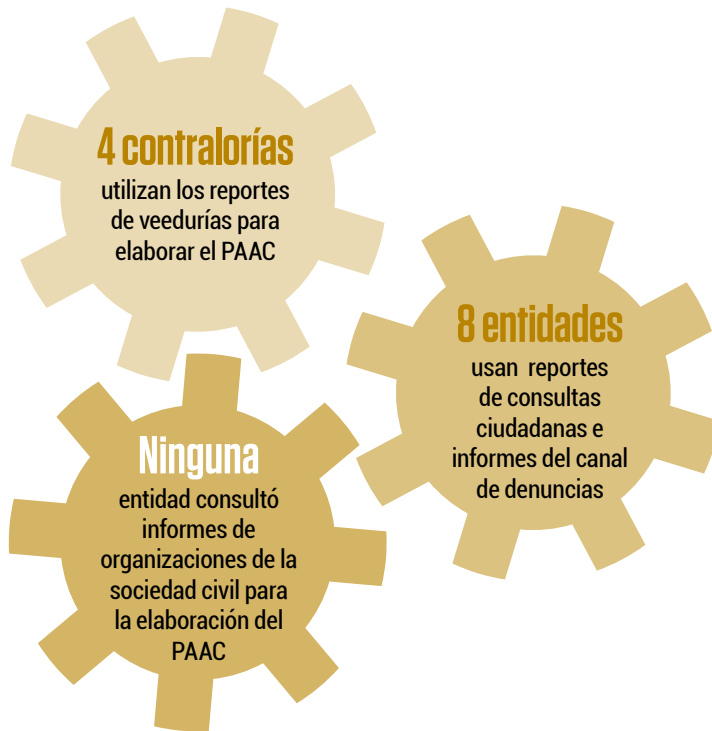 4 contralorías
utilizan los reportes
de veedurías para
elaborar el PAAC
8 entidades
usan reportes
de consultas
ciudadanas e
informes del canal
de denuncias
Ninguna
entidad consultó
informes de
organizaciones de la
sociedad civil para
la elaboración del
PAAC